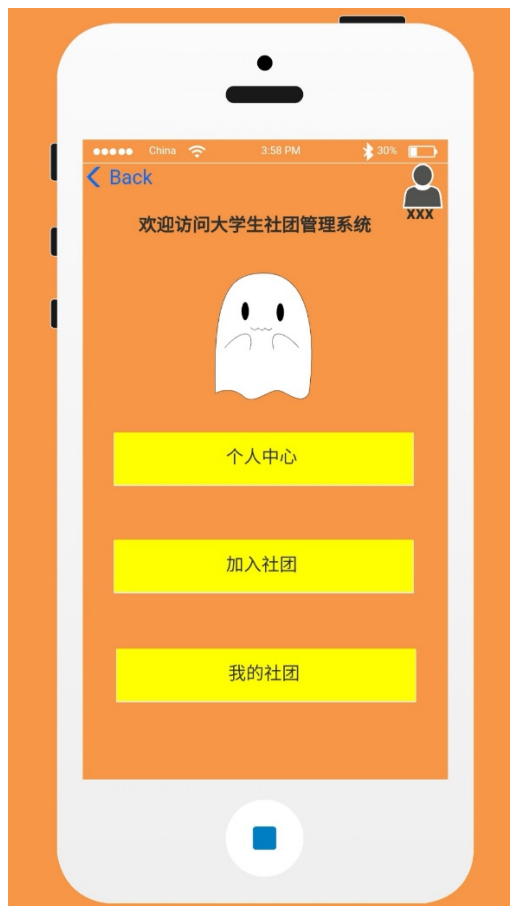 China 3:58 PM 30%
Back
XXX
欢迎访问大学生社团管理系统
个人中心
加入社团
我的社团